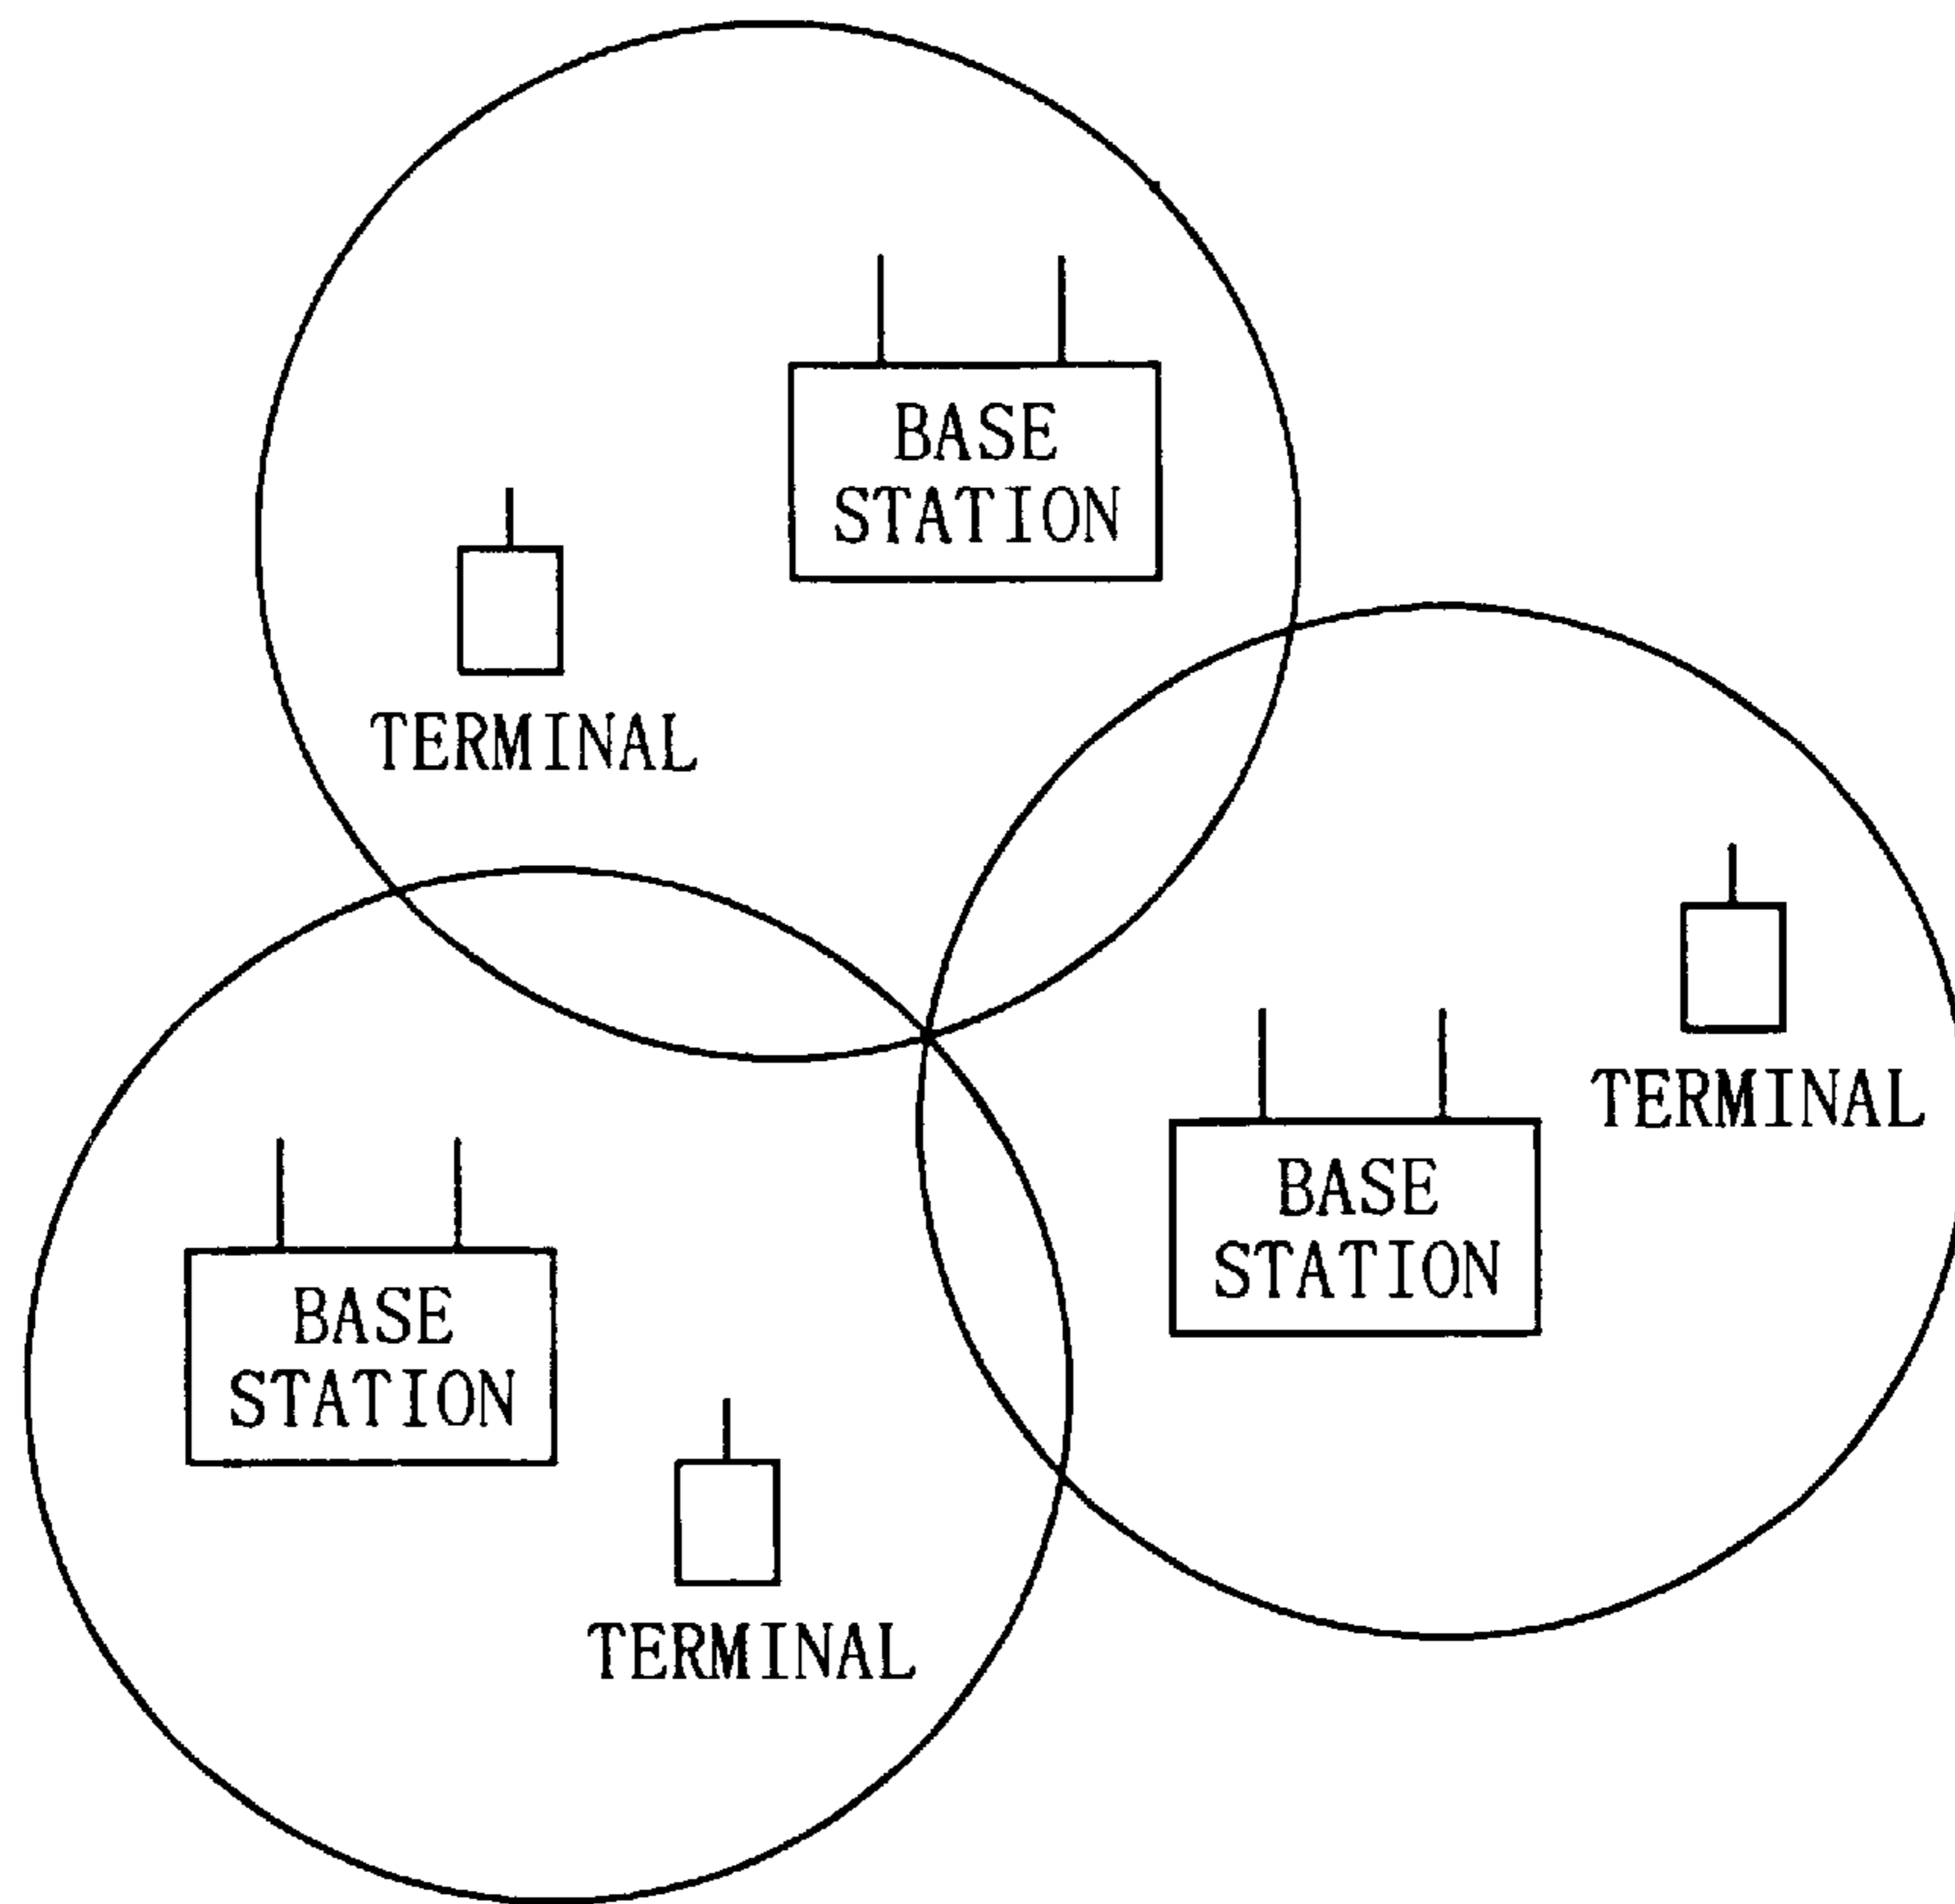 BASE
STATION
TERMINAL
TERMINAL
BASE
STATION
BASE
STATION
TERMINAL